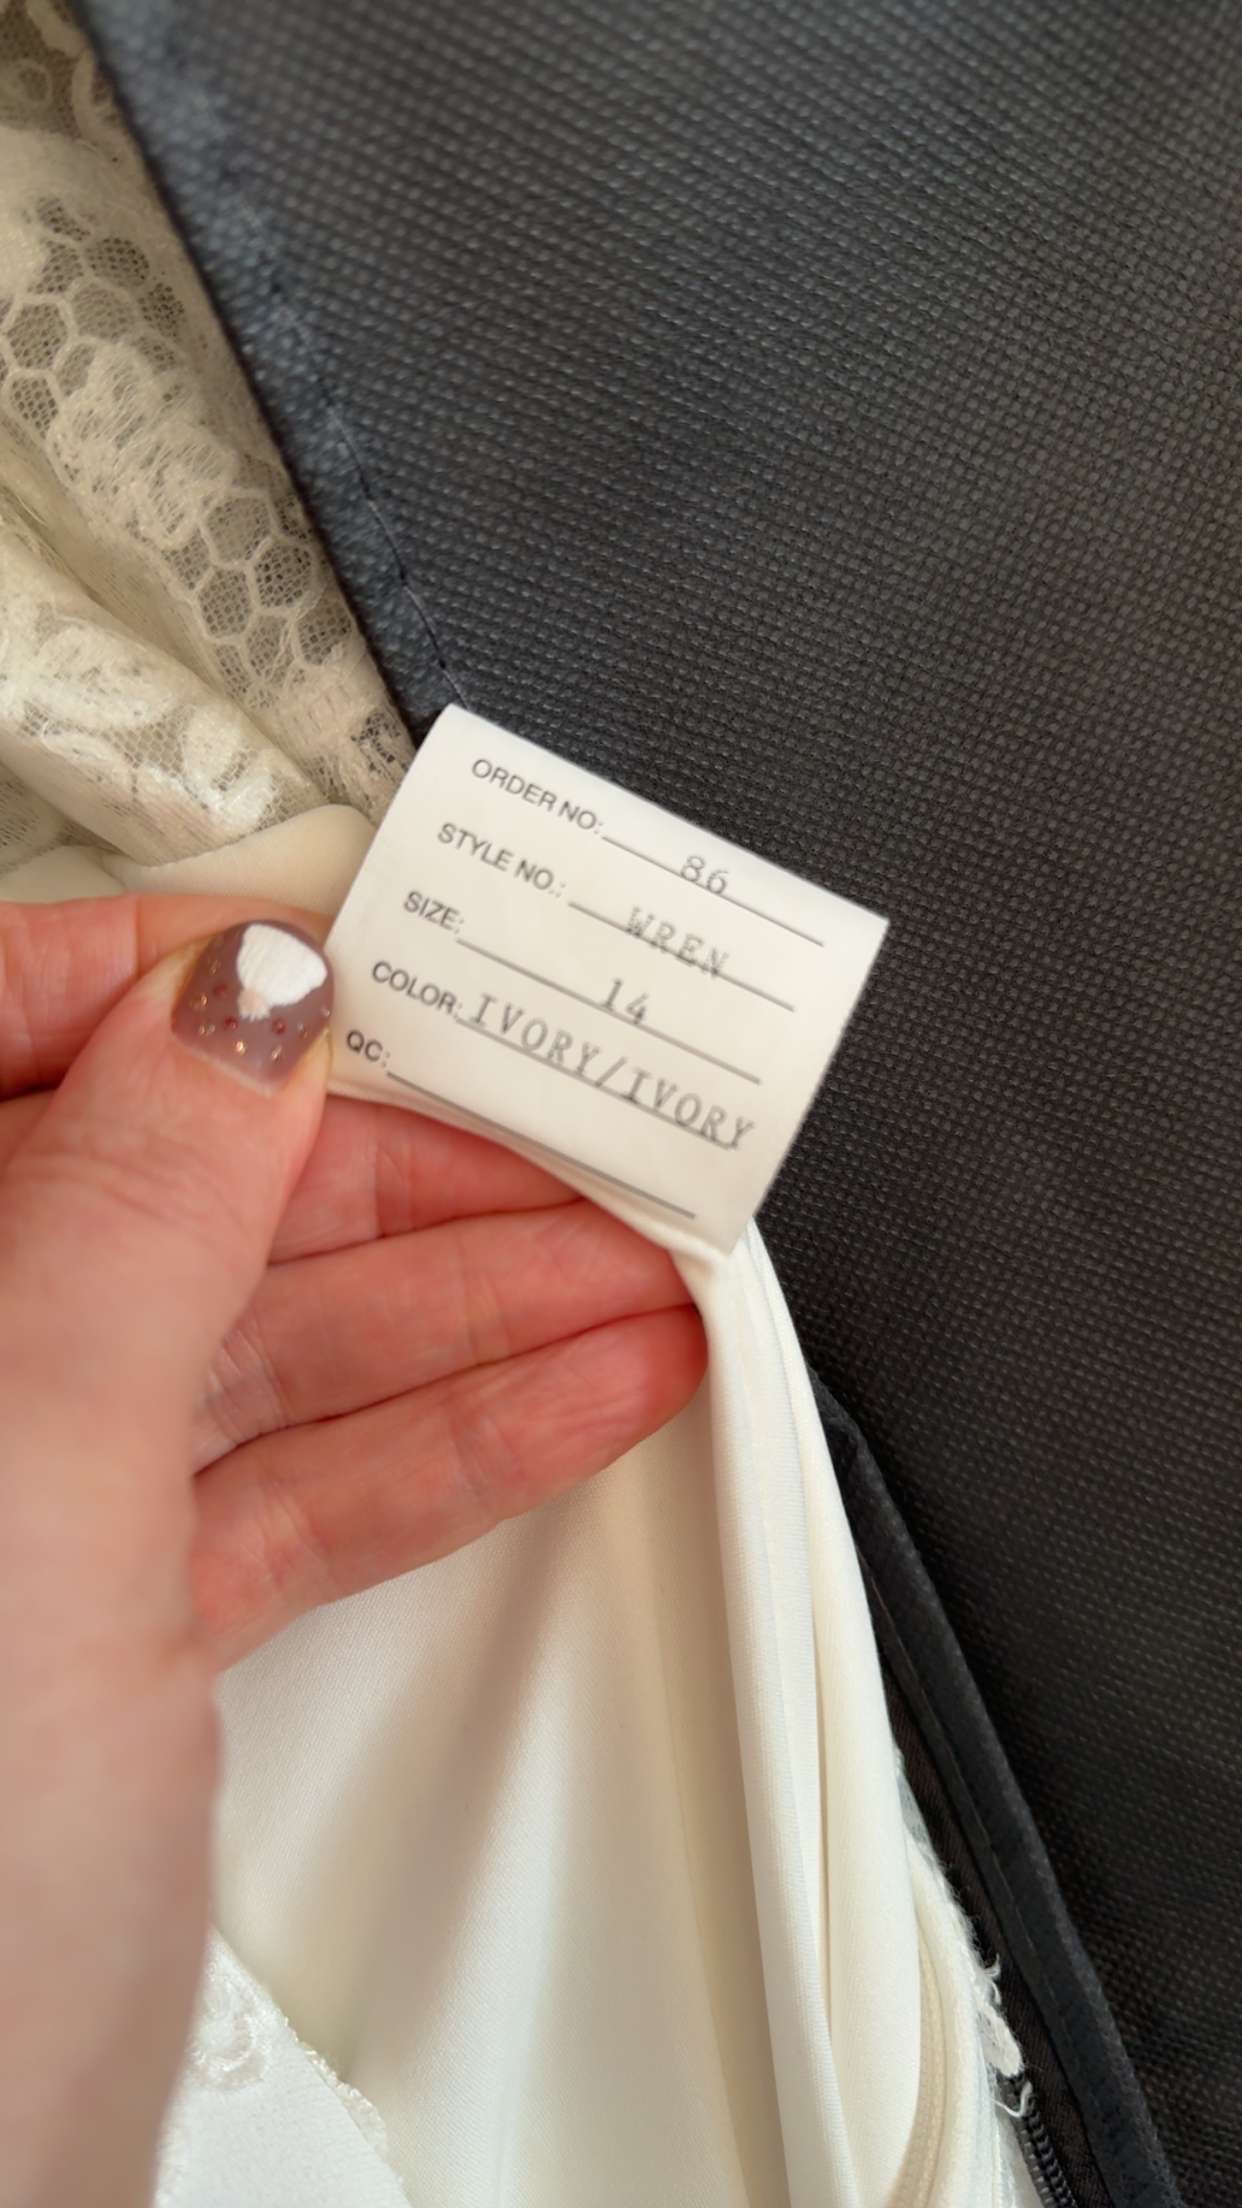 ORDER NO: 86
STYLE NO.: WREN
SIZE: 14
COLOR: IVORY/IVORY
QC: